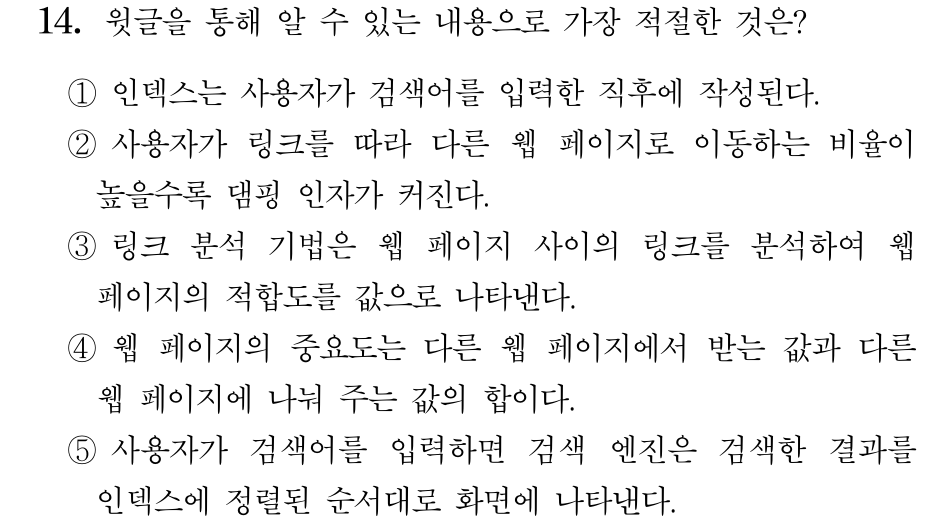 14. 윗글을 통해 알 수 있는 내용으로 가장 적절한 것은?
① 인덱스는 사용자가 검색어를 입력한 직후에 작성된다.
② 사용자가 링크를 따라 다른 웹 페이지로 이동하는 비율이
높을수록 댐핑 인자가 커진다.
③ 링크 분석 기법은 웹 페이지 사이의 링크를 분석하여 웹
페이지의 적합도를 값으로 나타낸다.
④ 웹 페이지의 중요도는 다른 웹 페이지에서 받는 값과 다른
웹 페이지에 나눠 주는 값의 합이다.
⑤ 사용자가 검색어를 입력하면 검색 엔진은 검색한 결과를
인덱스에 정렬된 순서대로 화면에 나타낸다.